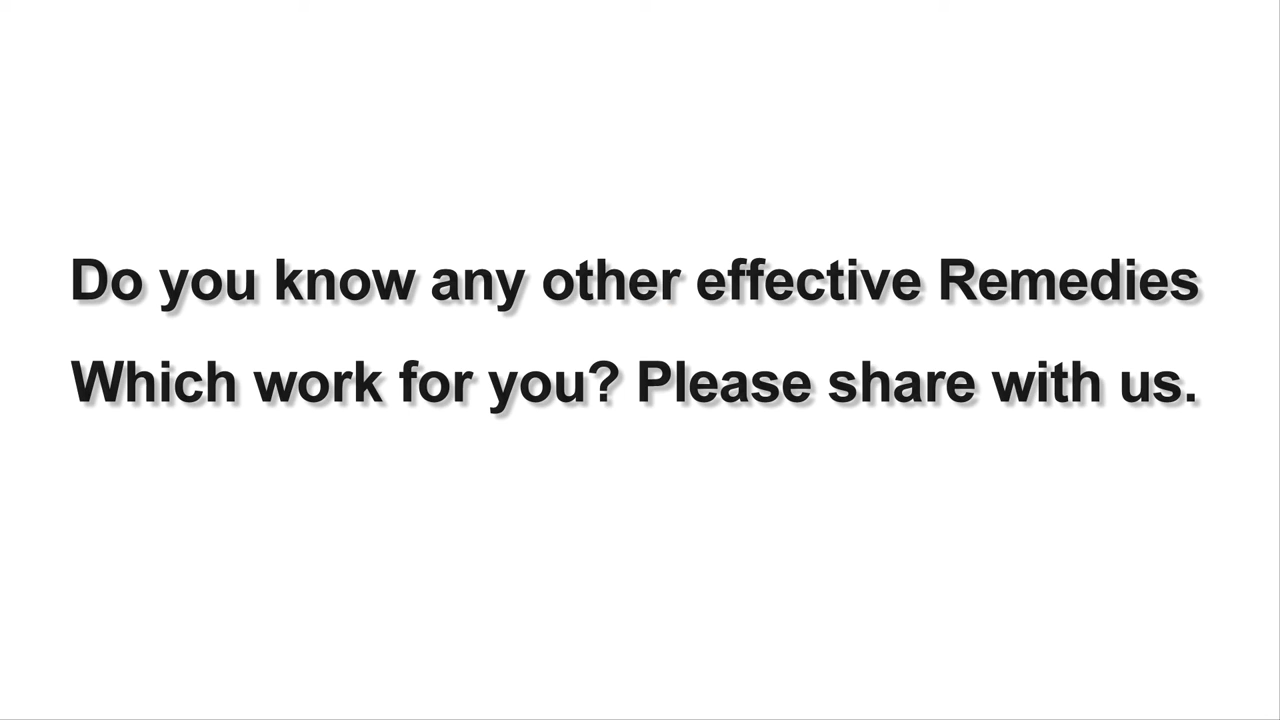 Do you know any other effective Remedies
Which work for you? Please share with us.